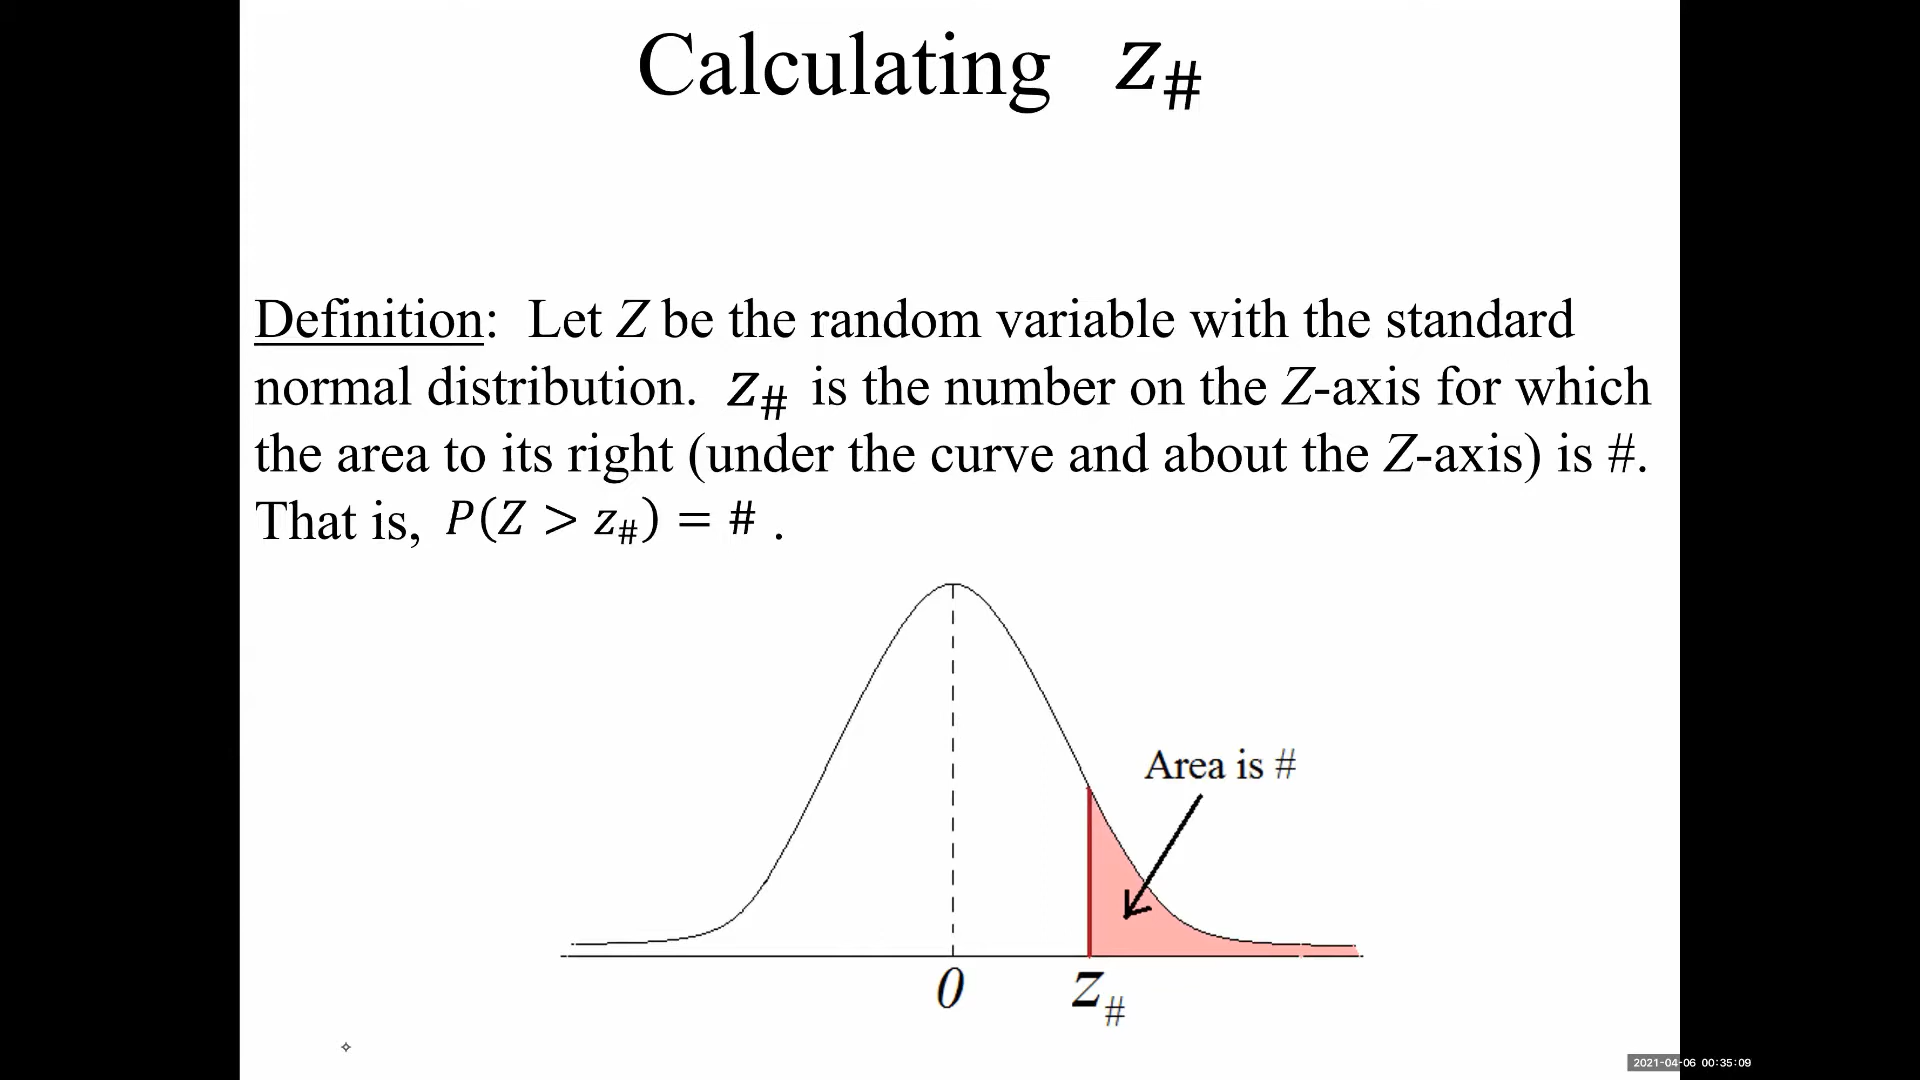 Calculating z#
Definition: Let Z be the random variable with the standard
normal distribution. z# is the number on the Z-axis for which
the area to its right (under the curve and about the Z-axis) is #.
That is, P(Z > z#) = # .
Area is #
0 z#
2021-04-06 00:35:09